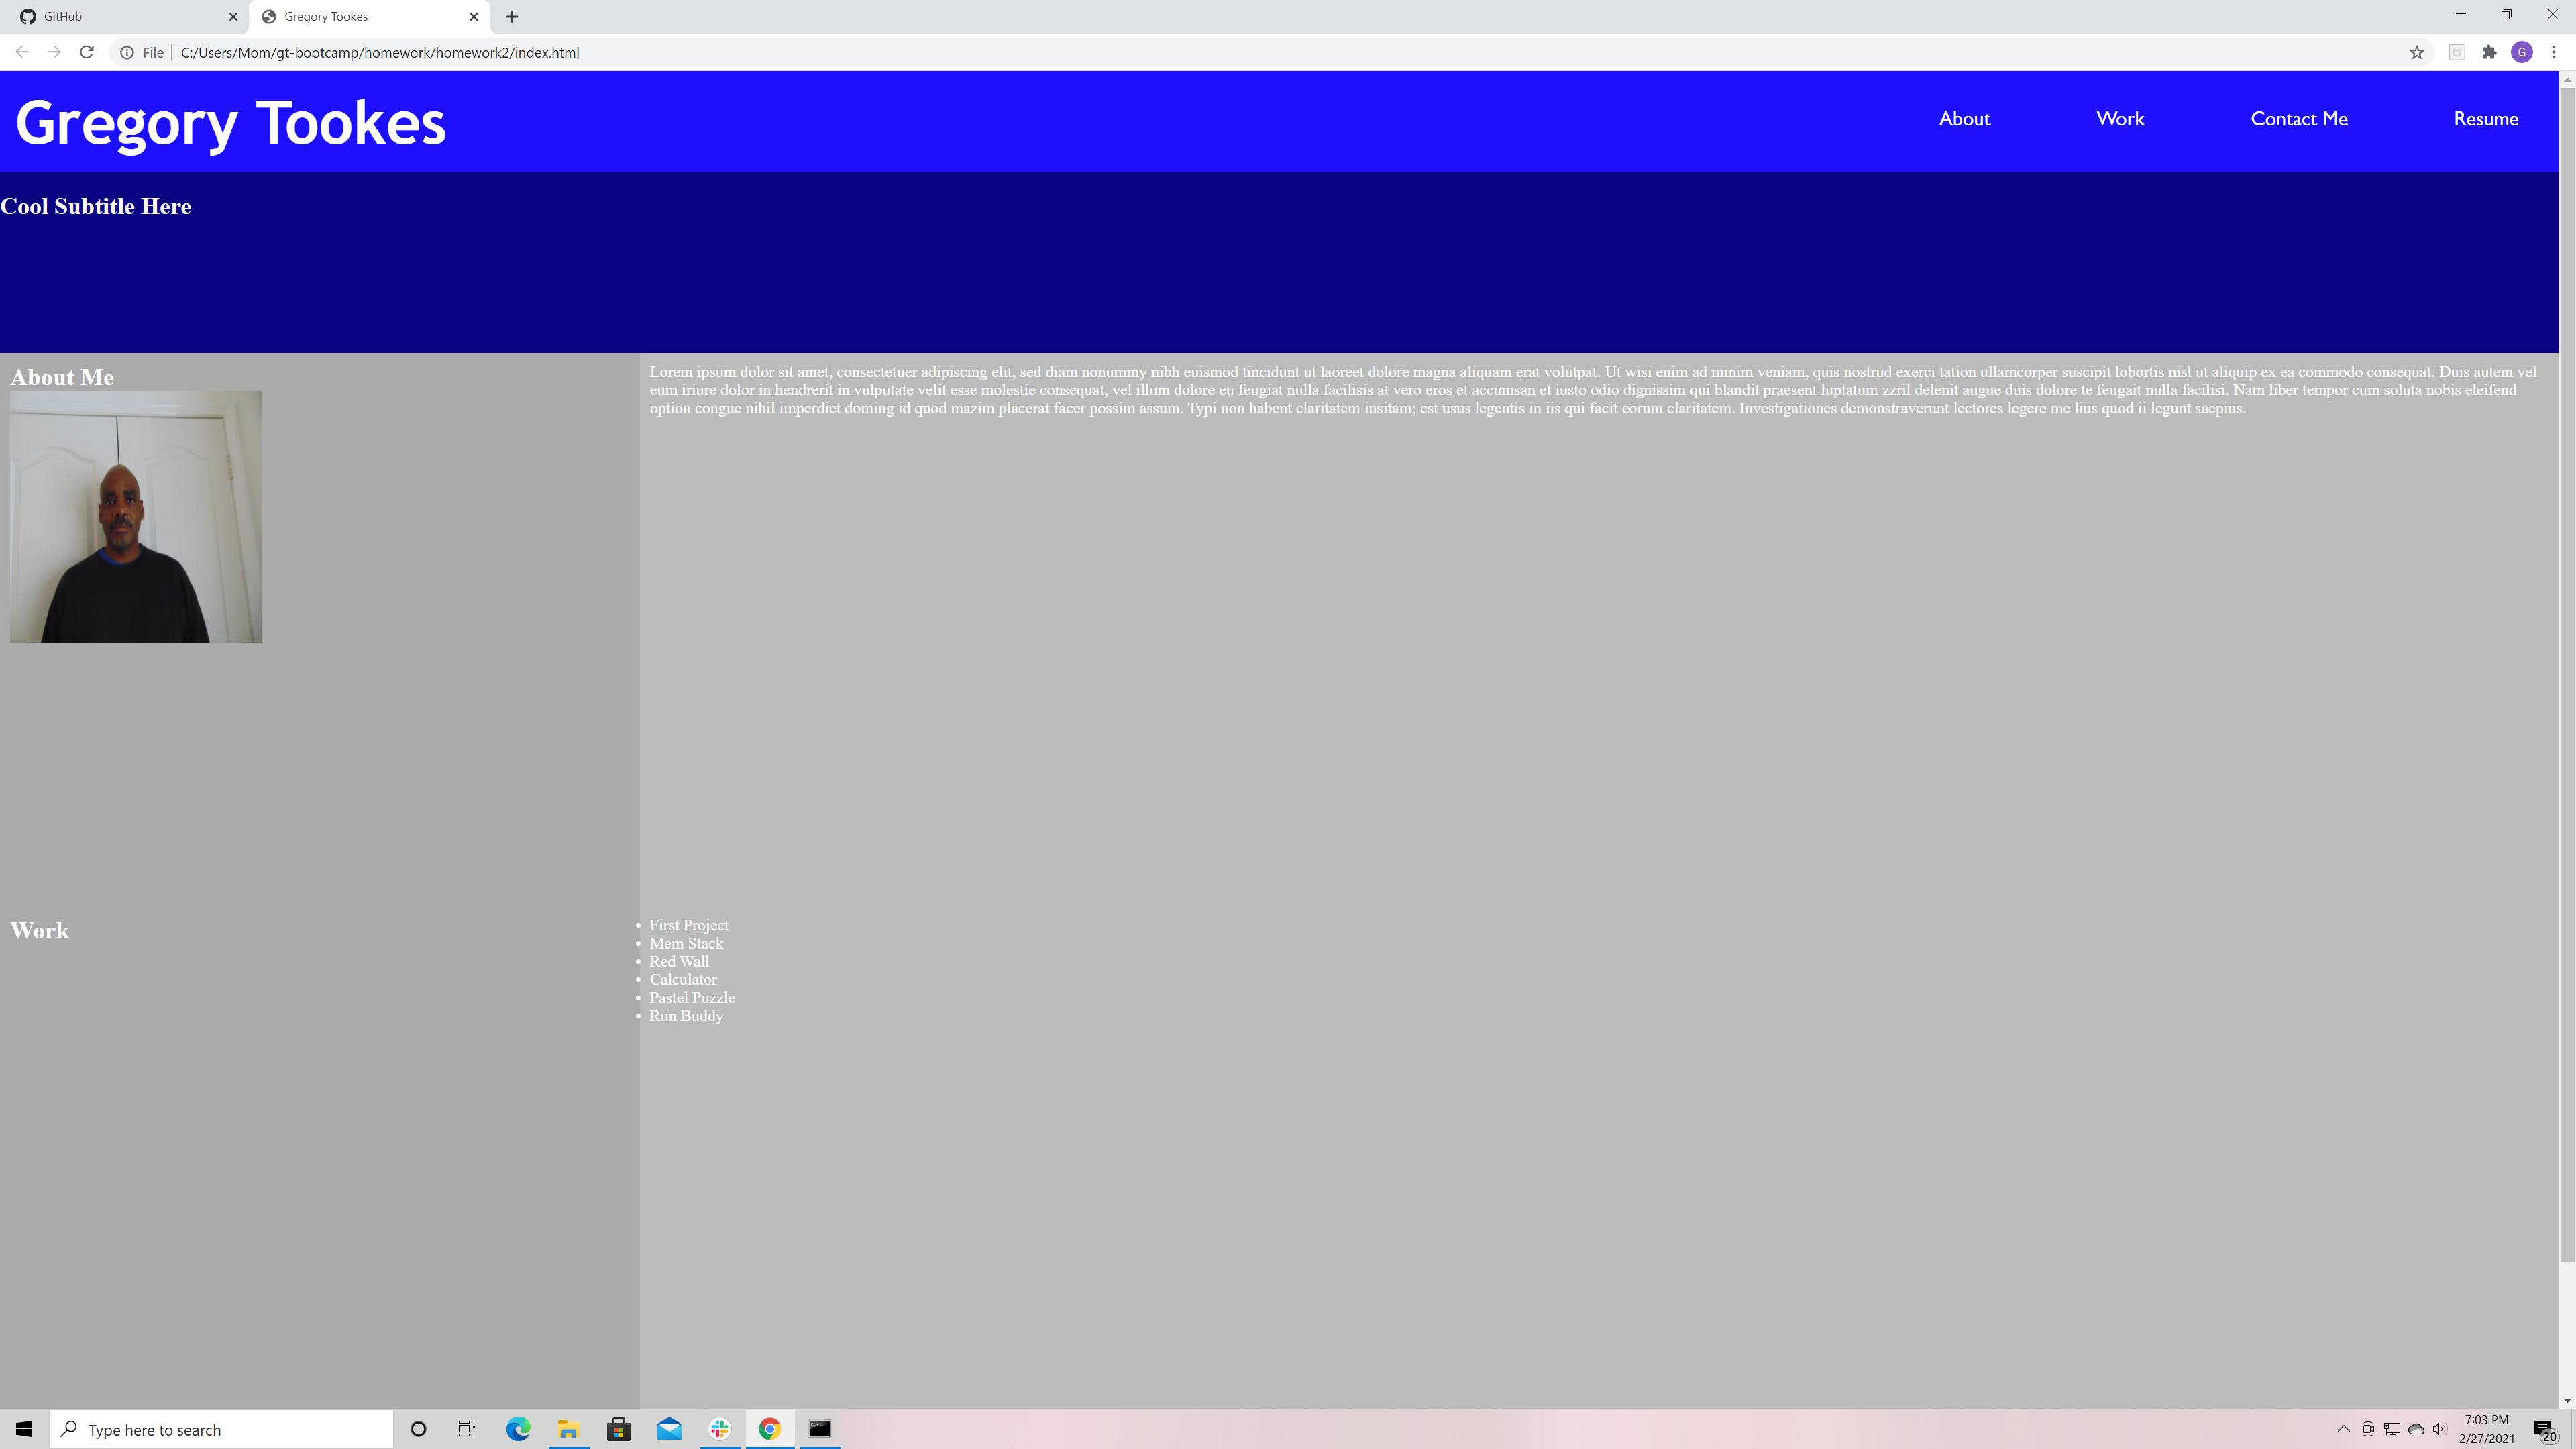 GitHub
Gregory Tookes
File
C:/Users/Mom/gt-bootcamp/homework/homework2/index.html
G
Gregory Tookes
About
Work
Contact Me
Resume
Cool Subtitle Here
About Me
Lorem ipsum dolor sit amet, consectetuer adipiscing elit, sed diam nonummy nibh euismod tincidunt ut laoreet dolore magna aliquam erat volutpat. Ut wisi enim ad minim veniam, quis nostrud exerci tation ullamcorper suscipit lobortis nisl ut aliquip ex ea commodo consequat. Duis autem vel
eum iriure dolor in hendrerit in vulputate velit esse molestie consequat, vel illum dolore eu feugiat nulla facilisis at vero eros et accumsan et iusto odio dignissim qui blandit praesent luptatum zzril delenit augue duis dolore te feugait nulla facilisi. Nam liber tempor cum soluta nobis eleifend
option congue nihil imperdiet doming id quod mazim placerat facer possim assum. Typi non habent claritatem insitam; est usus legentis in iis qui facit eorum claritatem. Investigationes demonstraverunt lectores legere me lius quod ii legunt saepius.
Work
First Project
Mem Stack
Red Wall
Calculator
Pastel Puzzle
Run Buddy
Type here to search
7:03 PM
2/27/2021
20